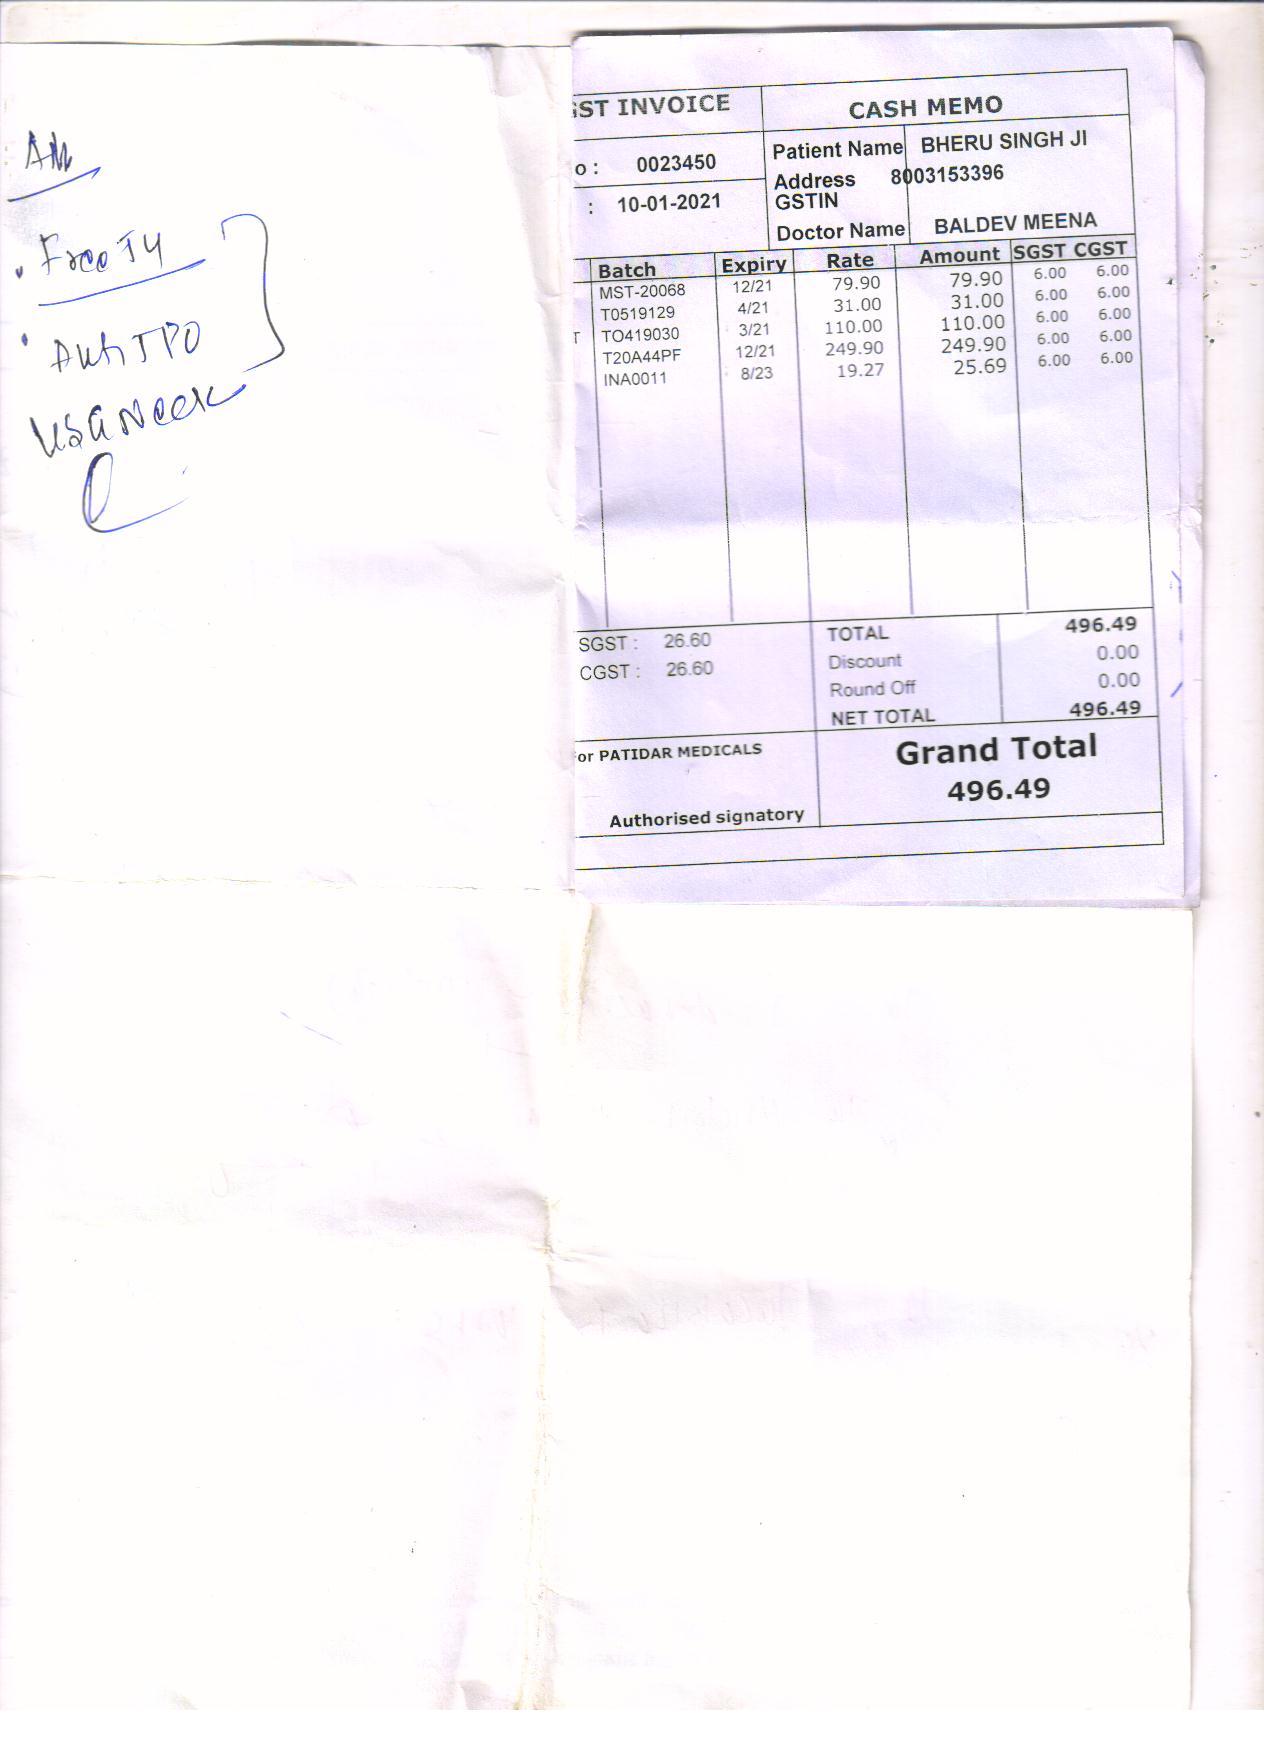 AM
Free T4
Anti TPO
USG Neck
GST INVOICE
CASH MEMO
o : 0023450
: 10-01-2021
Patient Name BHERU SINGH JI
Address 8003153396
GSTIN
Doctor Name BALDEV MEENA
Batch Expiry Rate Amount SGST CGST
MST-20068 12/21 79.90 79.90 6.00 6.00
T0519129 4/21 31.00 31.00 6.00 6.00
T TO419030 3/21 110.00 110.00 6.00 6.00
T20A44PF 12/21 249.90 249.90 6.00 6.00
INA0011 8/23 19.27 25.69 6.00 6.00
SGST : 26.60
CGST : 26.60
TOTAL 496.49
Discount 0.00
Round Off 0.00
NET TOTAL 496.49
or PATIDAR MEDICALS
Authorised signatory
Grand Total
496.49